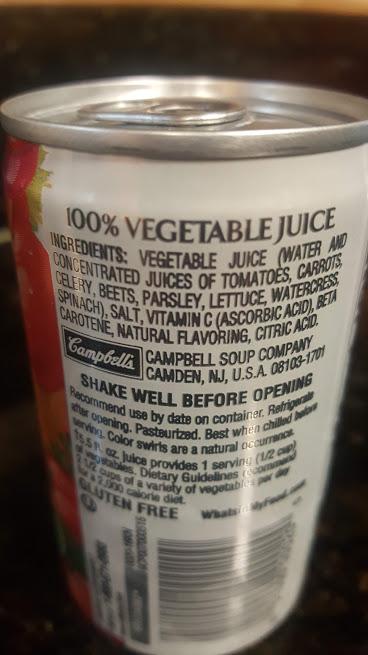 100% VEGETABLE JUICE
INGREDIENTS: VEGETABLE JUICE (WATER AND
CONCENTRATED JUICES OF TOMATOES, CARROTS,
CELERY, BEETS, PARSLEY, LETTUCE, WATERCRESS,
SPINACH), SALT, VITAMIN C (ASCORBIC ACID), BETA
CAROTENE, NATURAL FLAVORING, CITRIC ACID.
Campbell's
CAMPBELL SOUP COMPANY
CAMDEN, NJ, U.S.A. 08103-1701
SHAKE WELL BEFORE OPENING
Recommend use by date on container. Refrigerate
after opening. Pasteurized. Best when chilled before
serving. Color swirls are a natural occurrence.
fl. oz. juice provides 1 serving (1/2 cup)
of vegetables. Dietary Guidelines recommend
2 1/2 cups of a variety of vegetables per day
for a 2,000 calorie diet.
GLUTEN FREE